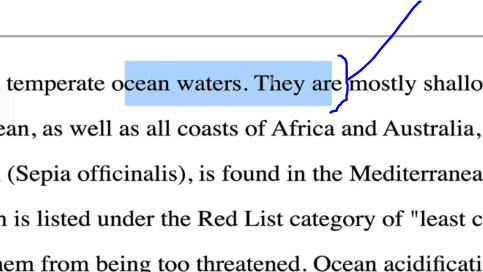 temperate ocean waters. They are mostly shallo
ean, as well as all coasts of Africa and Australia,
(Sepia officinalis), is found in the Mediterranea
n is listed under the Red List category of "least c
hem from being too threatened. Ocean acidificati